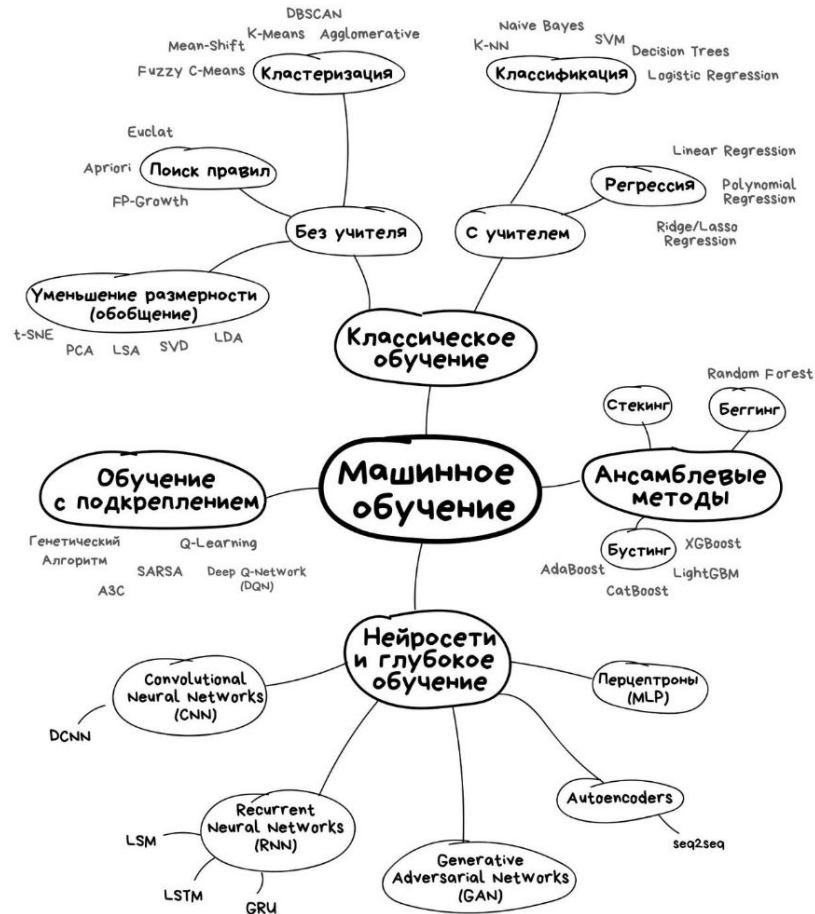 DBSCAN
K-Means
Agglomerative
Mean-Shift
Fuzzy C-Means
Кластеризация
Naive Bayes
K-NN
SVM
Decision Trees
Классификация
Logistic Regression
Euclat
Apriori
Поиск правил
FP-Growth
Linear Regression
Регрессия
Polynomial
Regression
Ridge/Lasso
Regression
Без учителя
С учителем
Уменьшение размерности
(обобщение)
t-SNE
PCA
LSA
SVD
LDA
Классическое
обучение
Random Forest
Стекинг
Беггинг
Обучение
с подкреплением
Машинное
обучение
Ансамблевые
методы
Генетический
Алгоритм
Q-Learning
SARSA
Deep Q-Network
(DQN)
A3C
Бустинг
XGBoost
AdaBoost
LightGBM
CatBoost
Нейросети
и глубокое
обучение
Convolutional
Neural Networks
(CNN)
DCNN
Перцептроны
(MLP)
Recurrent
Neural Networks
(RNN)
LSM
LSTM
GRU
Autoencoders
seq2seq
Generative
Adversarial Networks
(GAN)